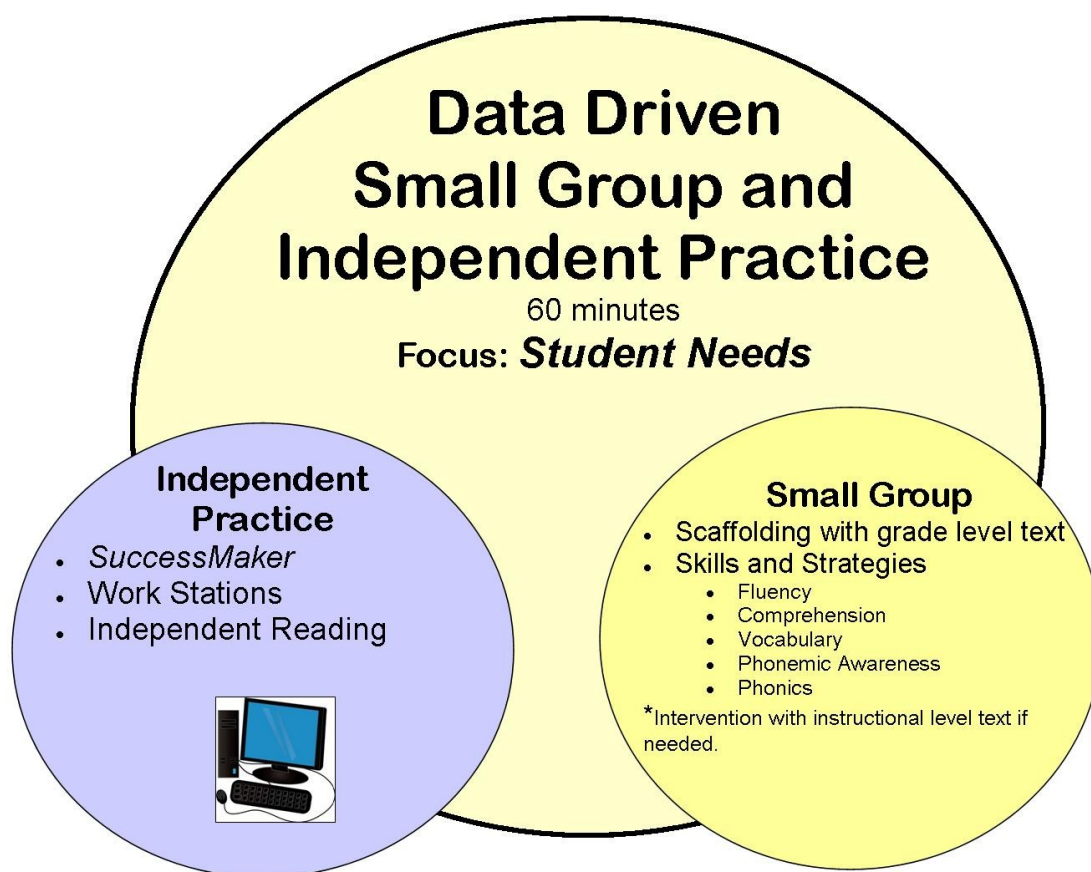 Data Driven
Small Group and
Independent Practice
60 minutes
Focus: Student Needs
Independent
Practice
• SuccessMaker
• Work Stations
• Independent Reading
Small Group
• Scaffolding with grade level text
• Skills and Strategies
• Fluency
• Comprehension
• Vocabulary
• Phonemic Awareness
• Phonics
*Intervention with instructional level text if
needed.